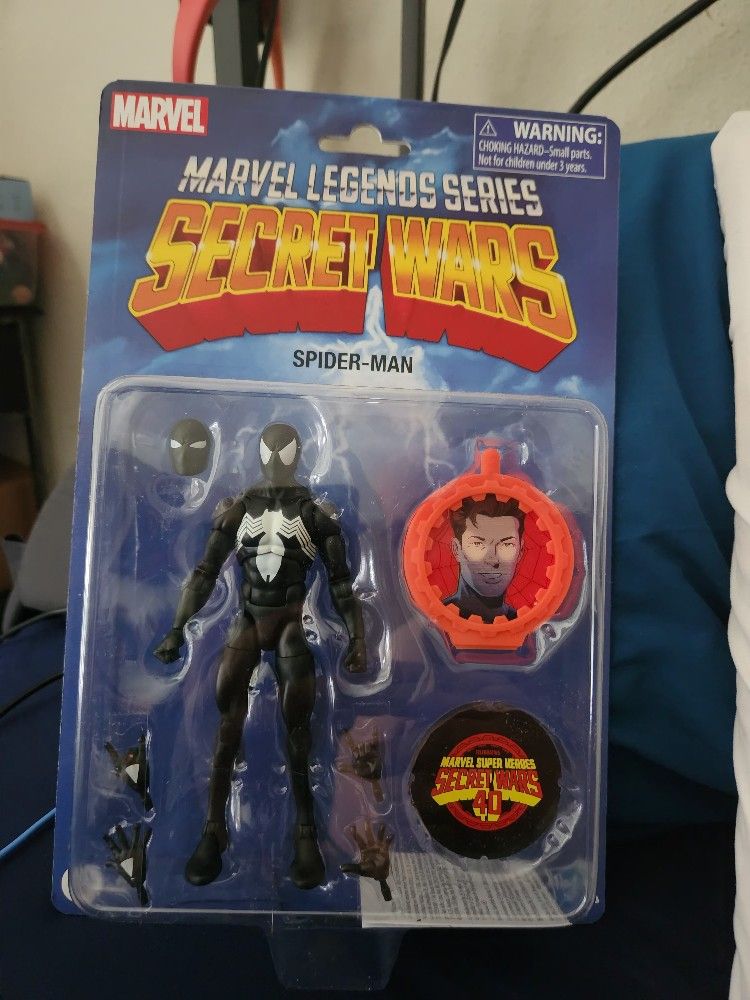 MARVEL
WARNING:
CHOKING HAZARD–Small parts.
Not for children under 3 years.
MARVEL LEGENDS SERIES
SECRET WARS
SPIDER-MAN
CELEBRATING
MARVEL SUPER HEROES
SECRET WARS
40